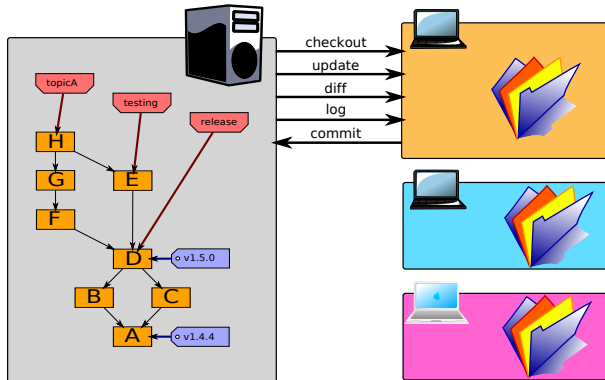 checkout
update
diff
log
commit
topicA
testing
release
H
G
E
F
D
v1.5.0
B
C
A
v1.4.4